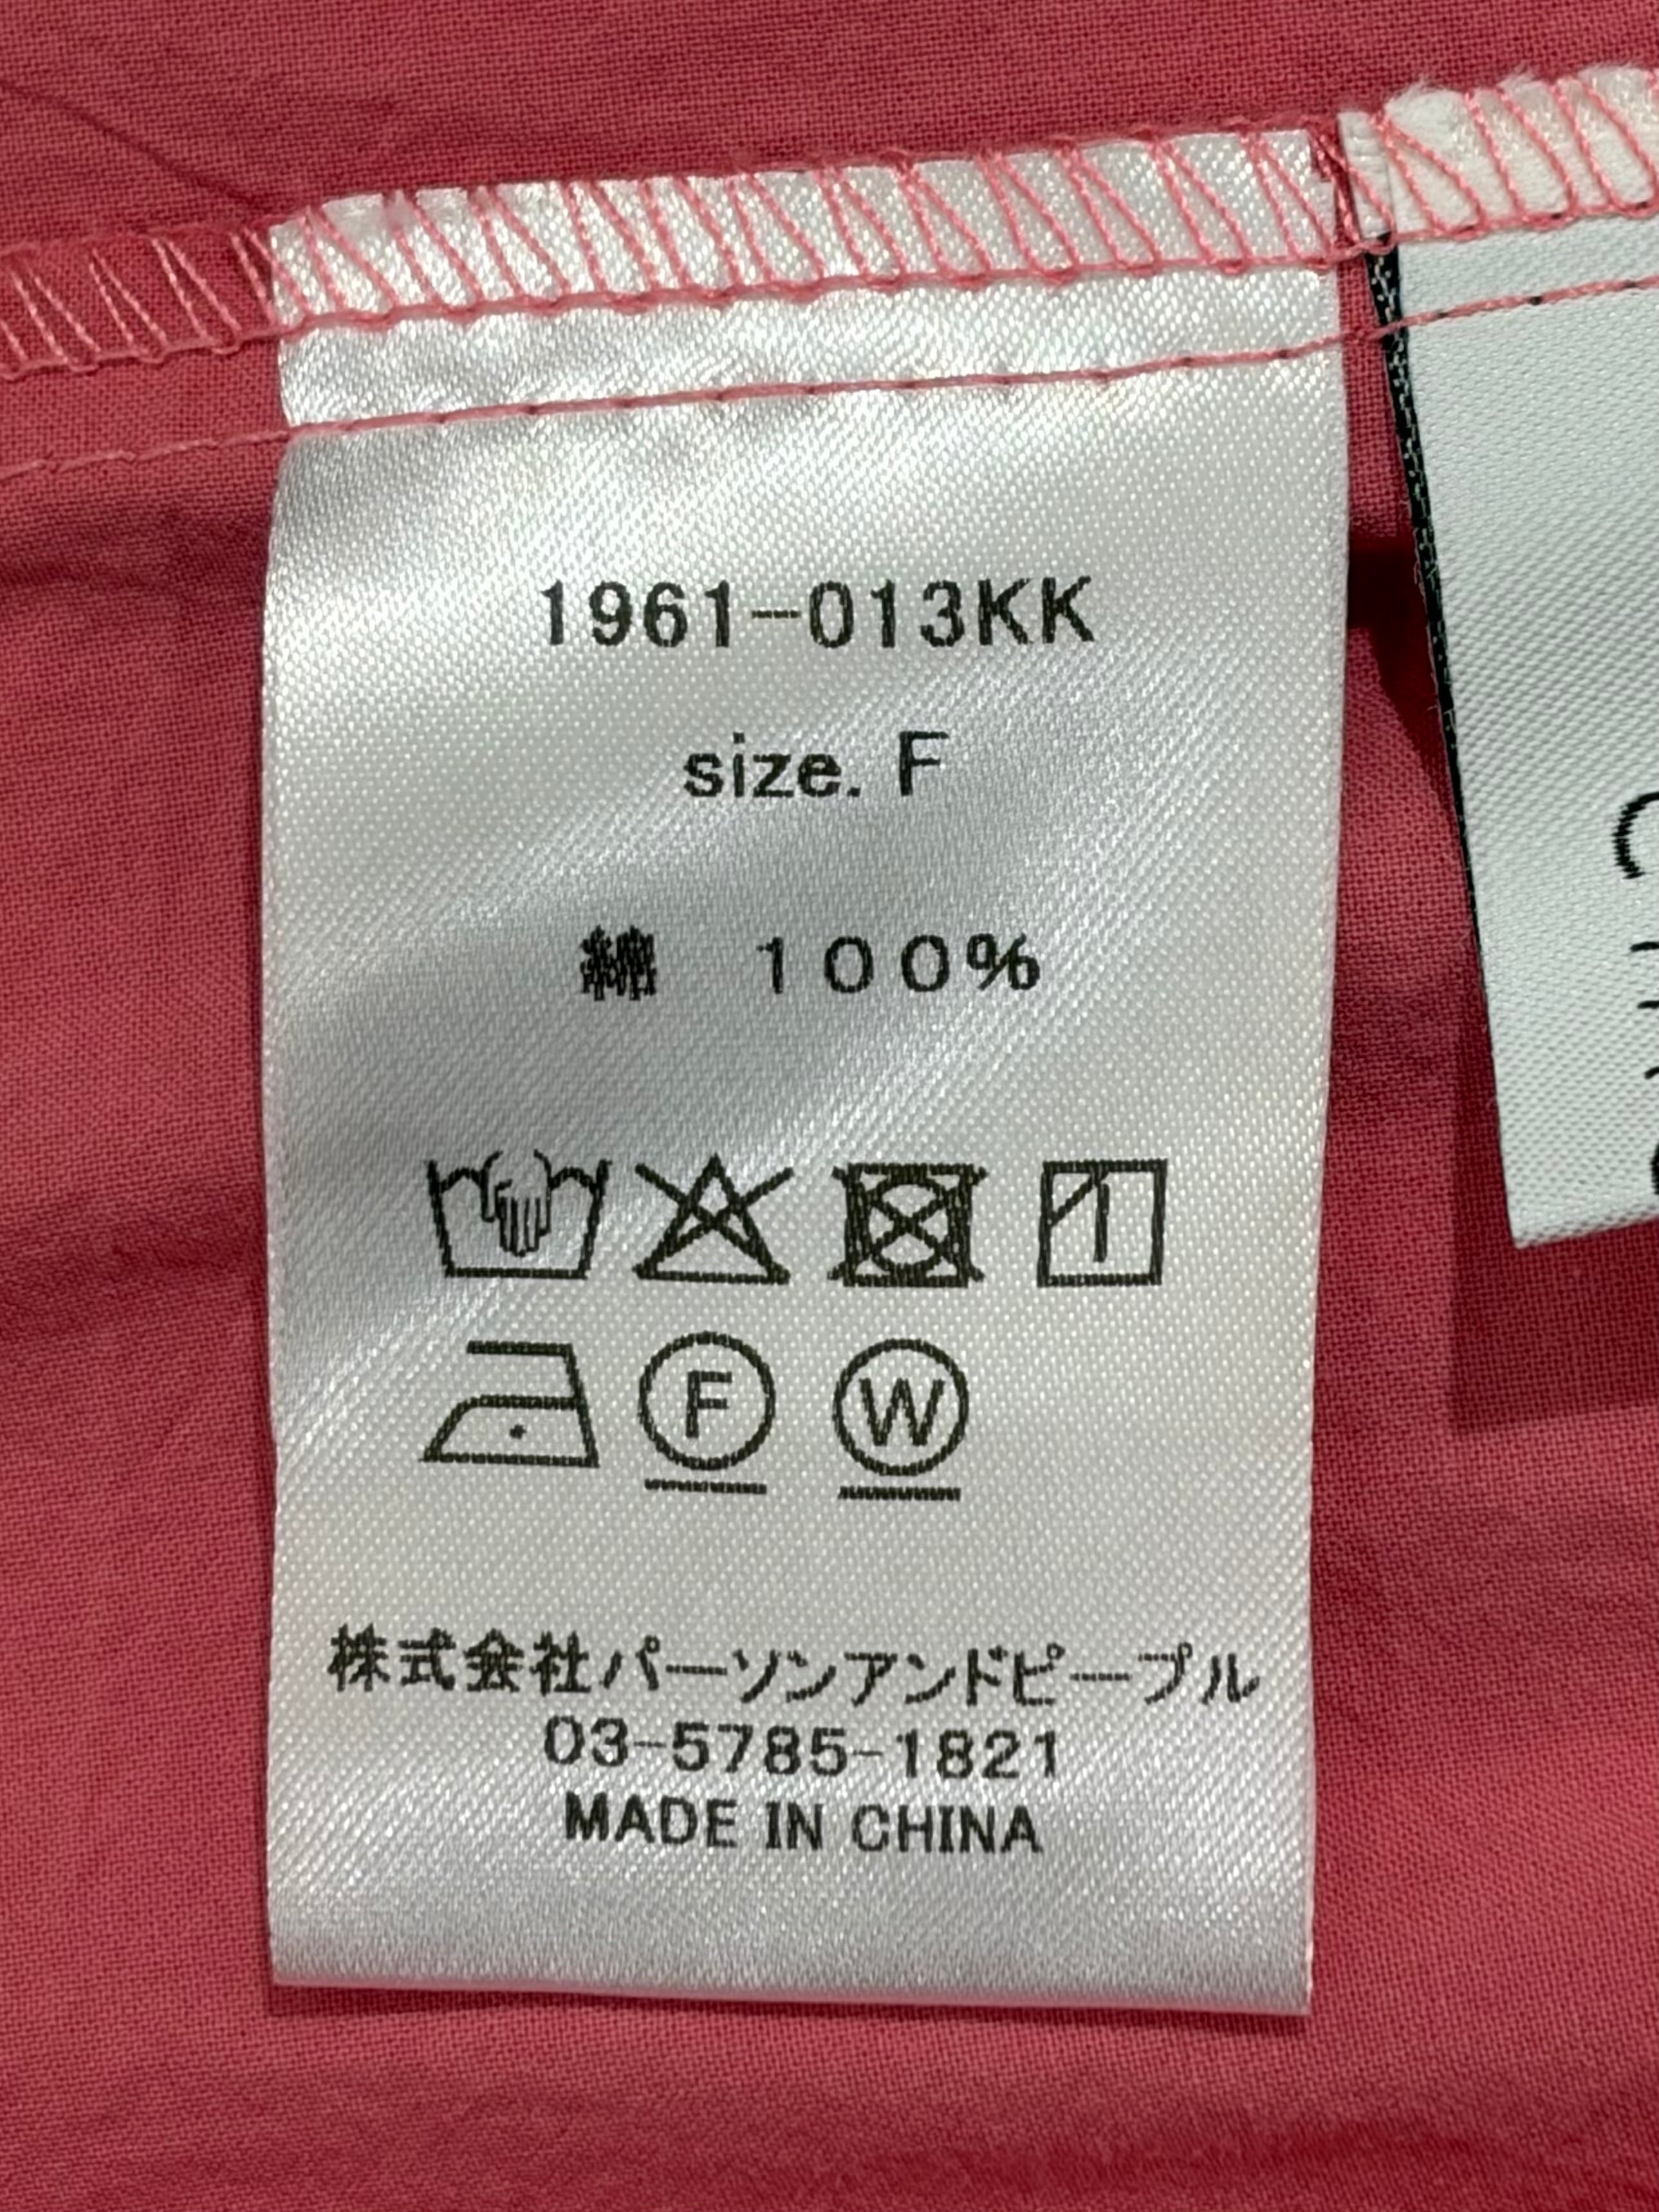 1961-013KK
size. F
綿　100%
F W
株式会社パーソンアンドピープル
03-5785-1821
MADE IN CHINA